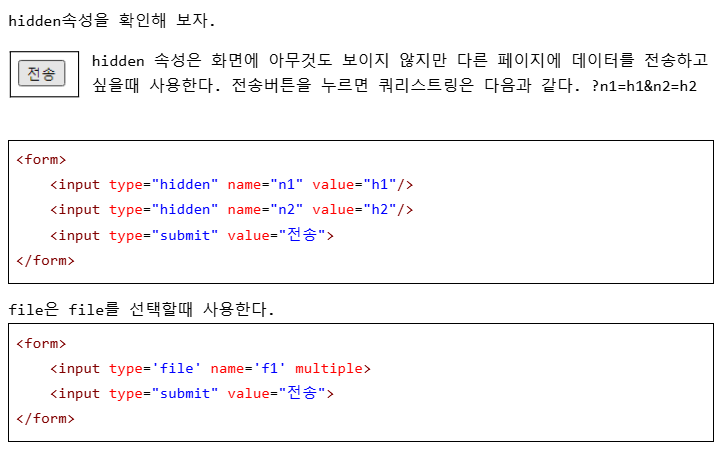 hidden속성을 확인해 보자.
전송
hidden 속성은 화면에 아무것도 보이지 않지만 다른 페이지에 데이터를 전송하고
싶을때 사용한다. 전송버튼을 누르면 쿼리스트링은 다음과 같다. ?n1=h1&n2=h2
<form>
    <input type="hidden" name="n1" value="h1"/>
    <input type="hidden" name="n2" value="h2"/>
    <input type="submit" value="전송">
</form>
file은 file를 선택할때 사용한다.
<form>
    <input type='file' name='f1' multiple>
    <input type="submit" value="전송">
</form>